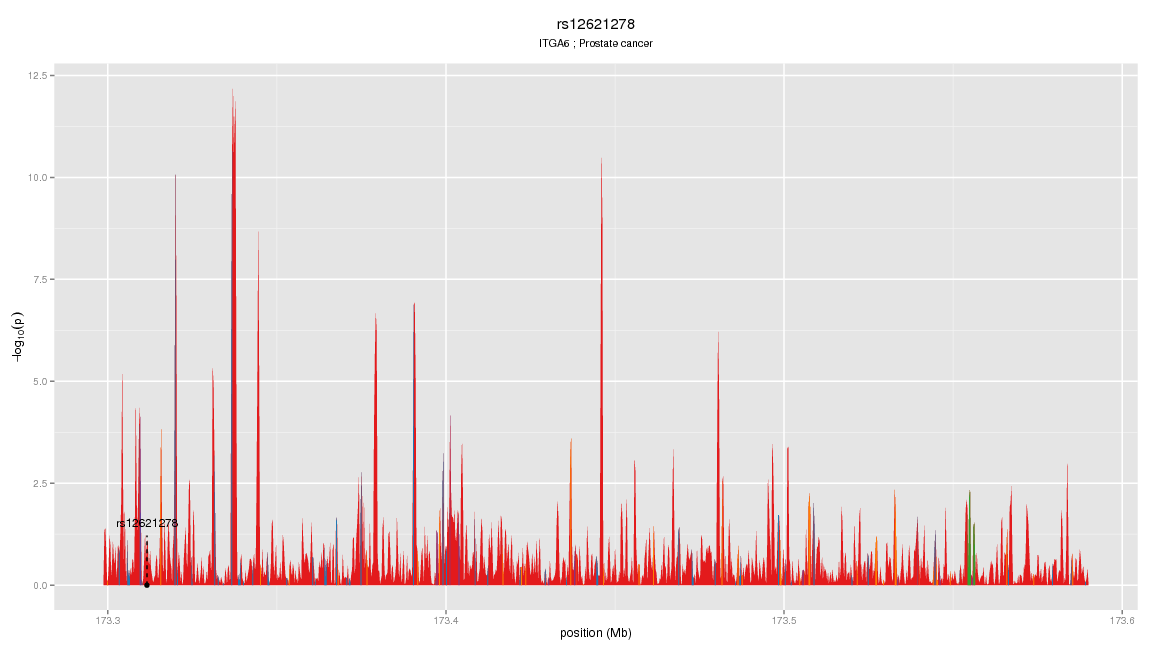 rs12621278
ITGA6 ; Prostate cancer
12.5
10.0
7.5
5.0
2.5
0.0
−log10(p)
rs12621278
173.3
173.4
173.5
173.6
position (Mb)